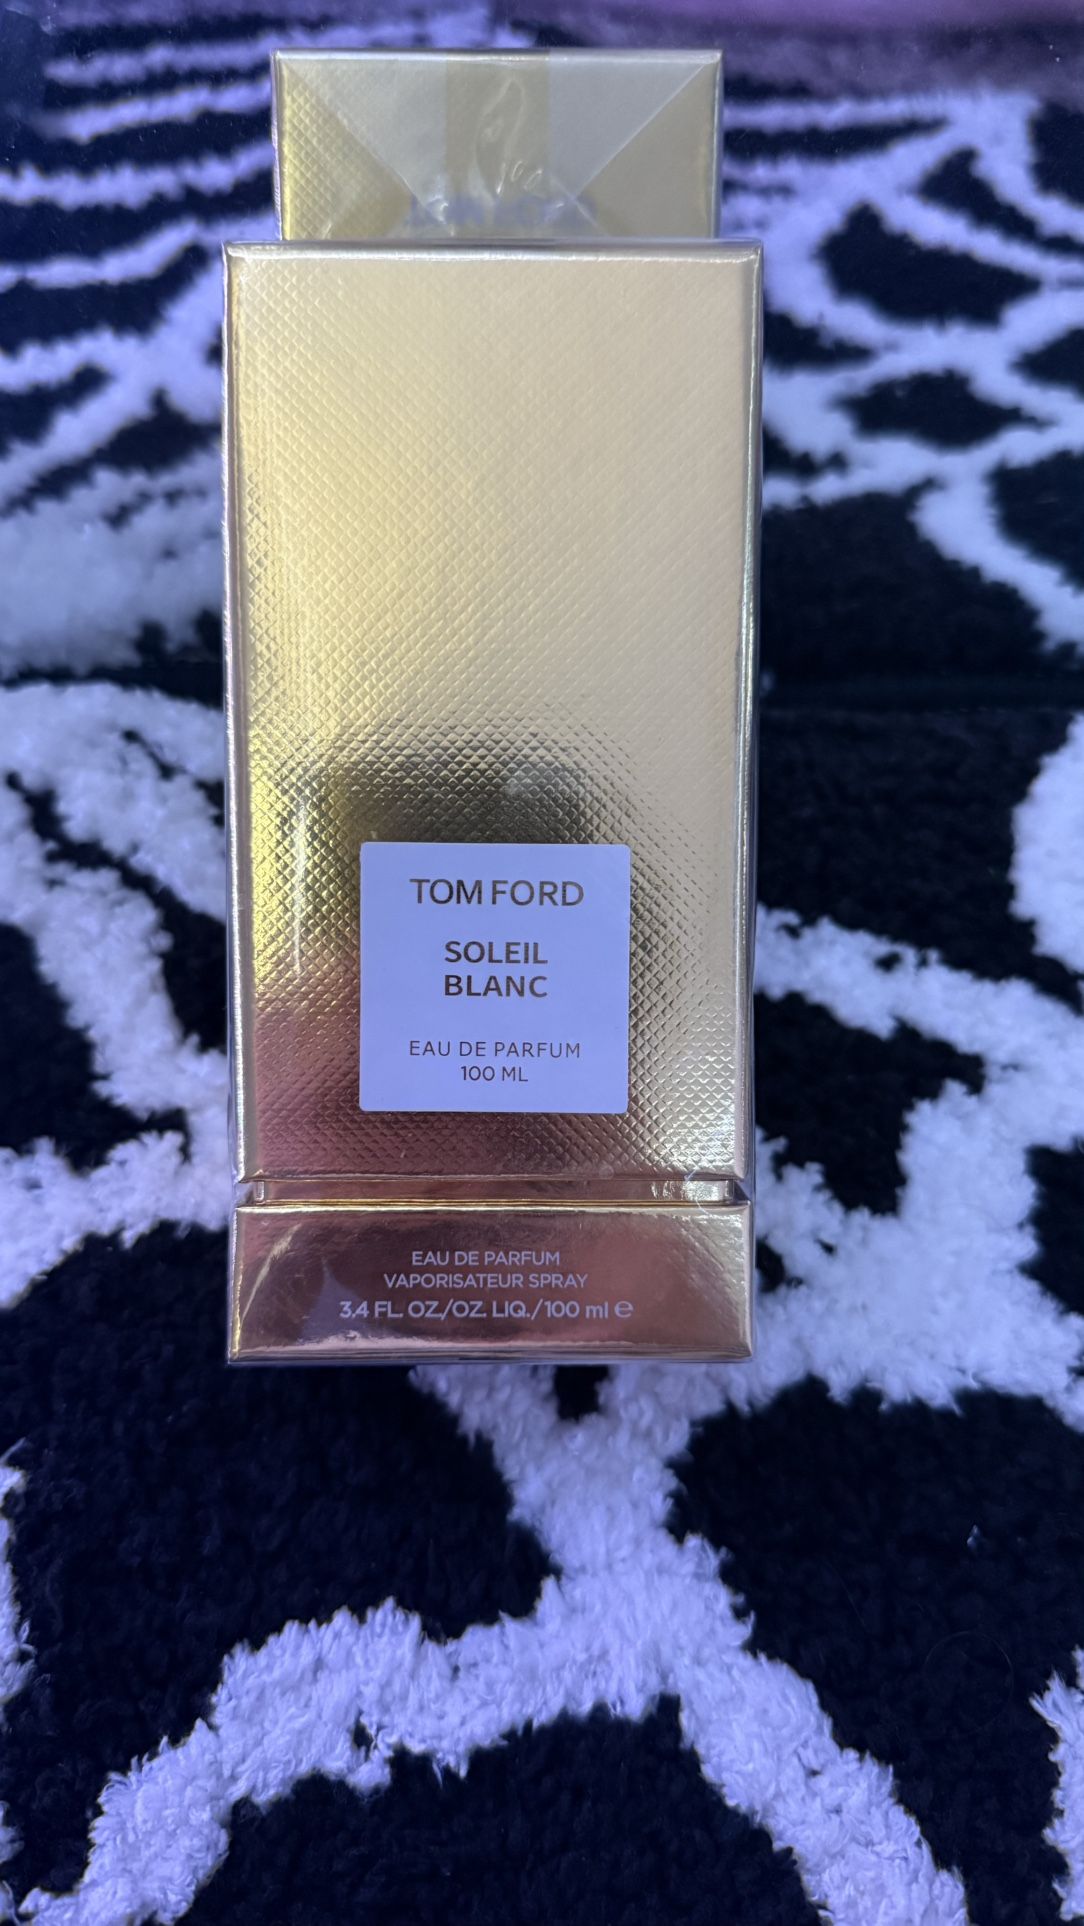 TOM FORD
SOLEIL
BLANC
EAU DE PARFUM
100 ML
EAU DE PARFUM
VAPORISATEUR SPRAY
3.4 FL. OZ./OZ. LIQ./100 ml ℮